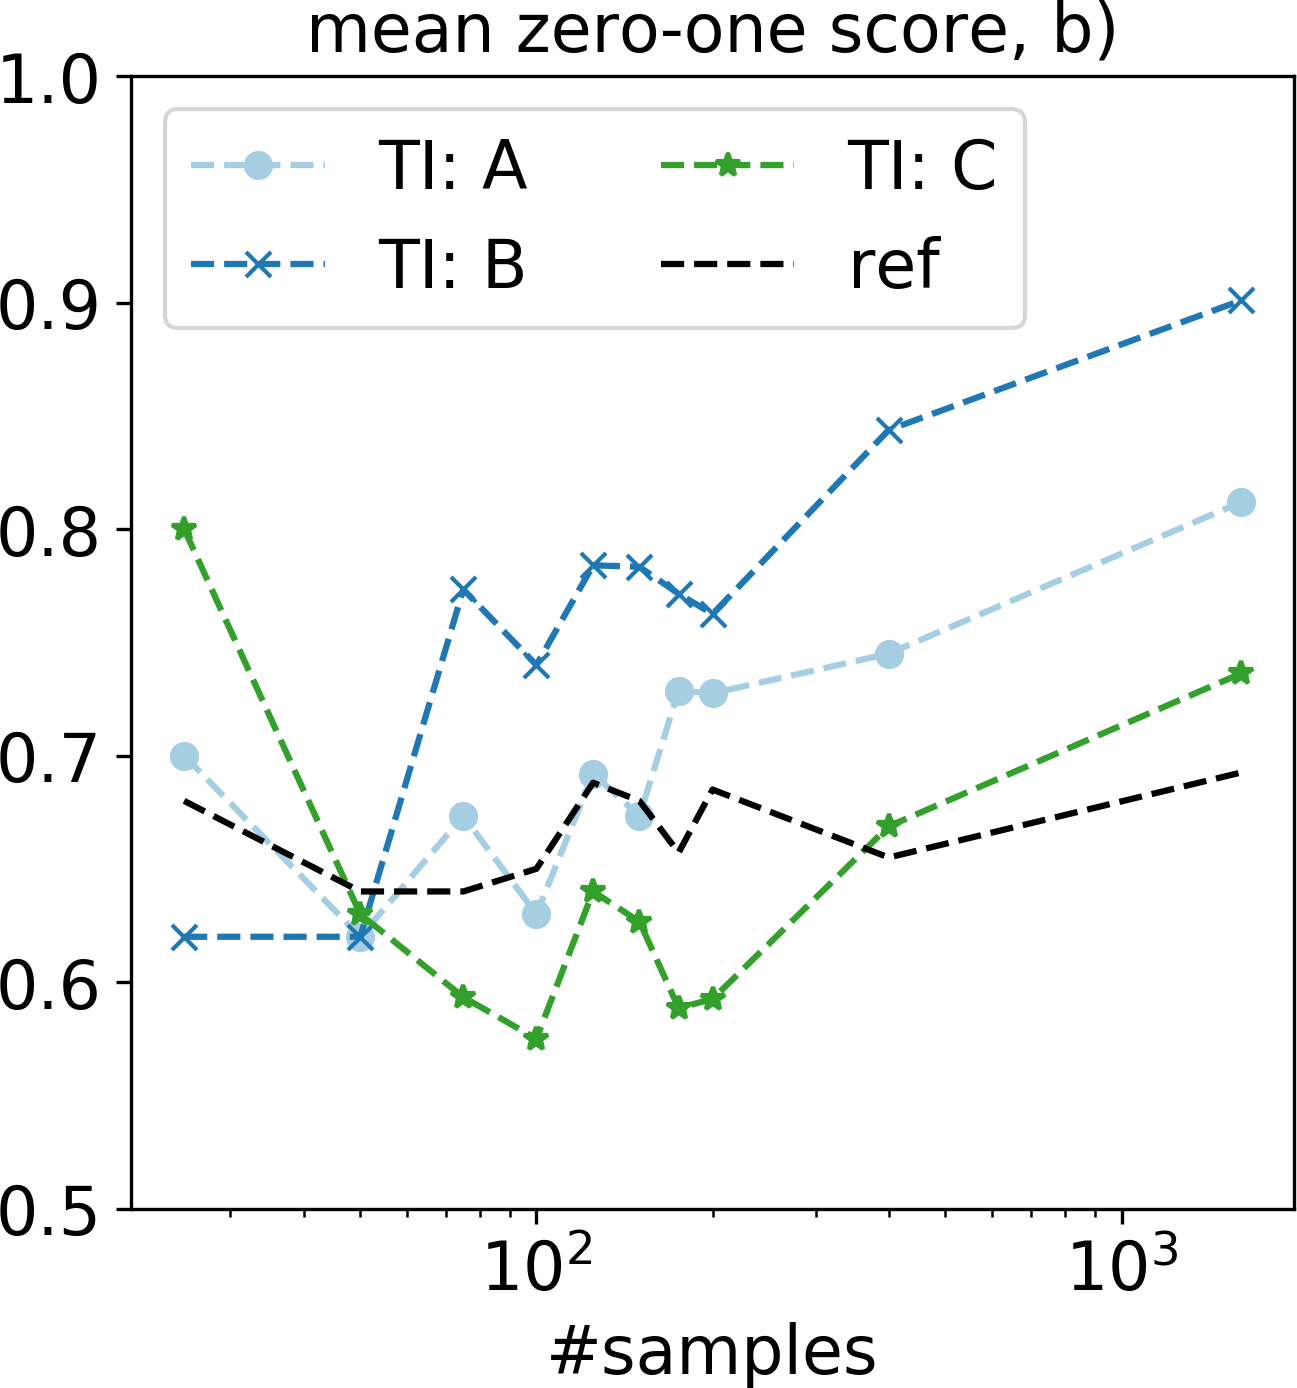 mean zero-one score, b)
1.0
TI: A
TI: C
TI: B
ref
0.9
0.8
0.7
0.6
0.5
10²
10³
#samples